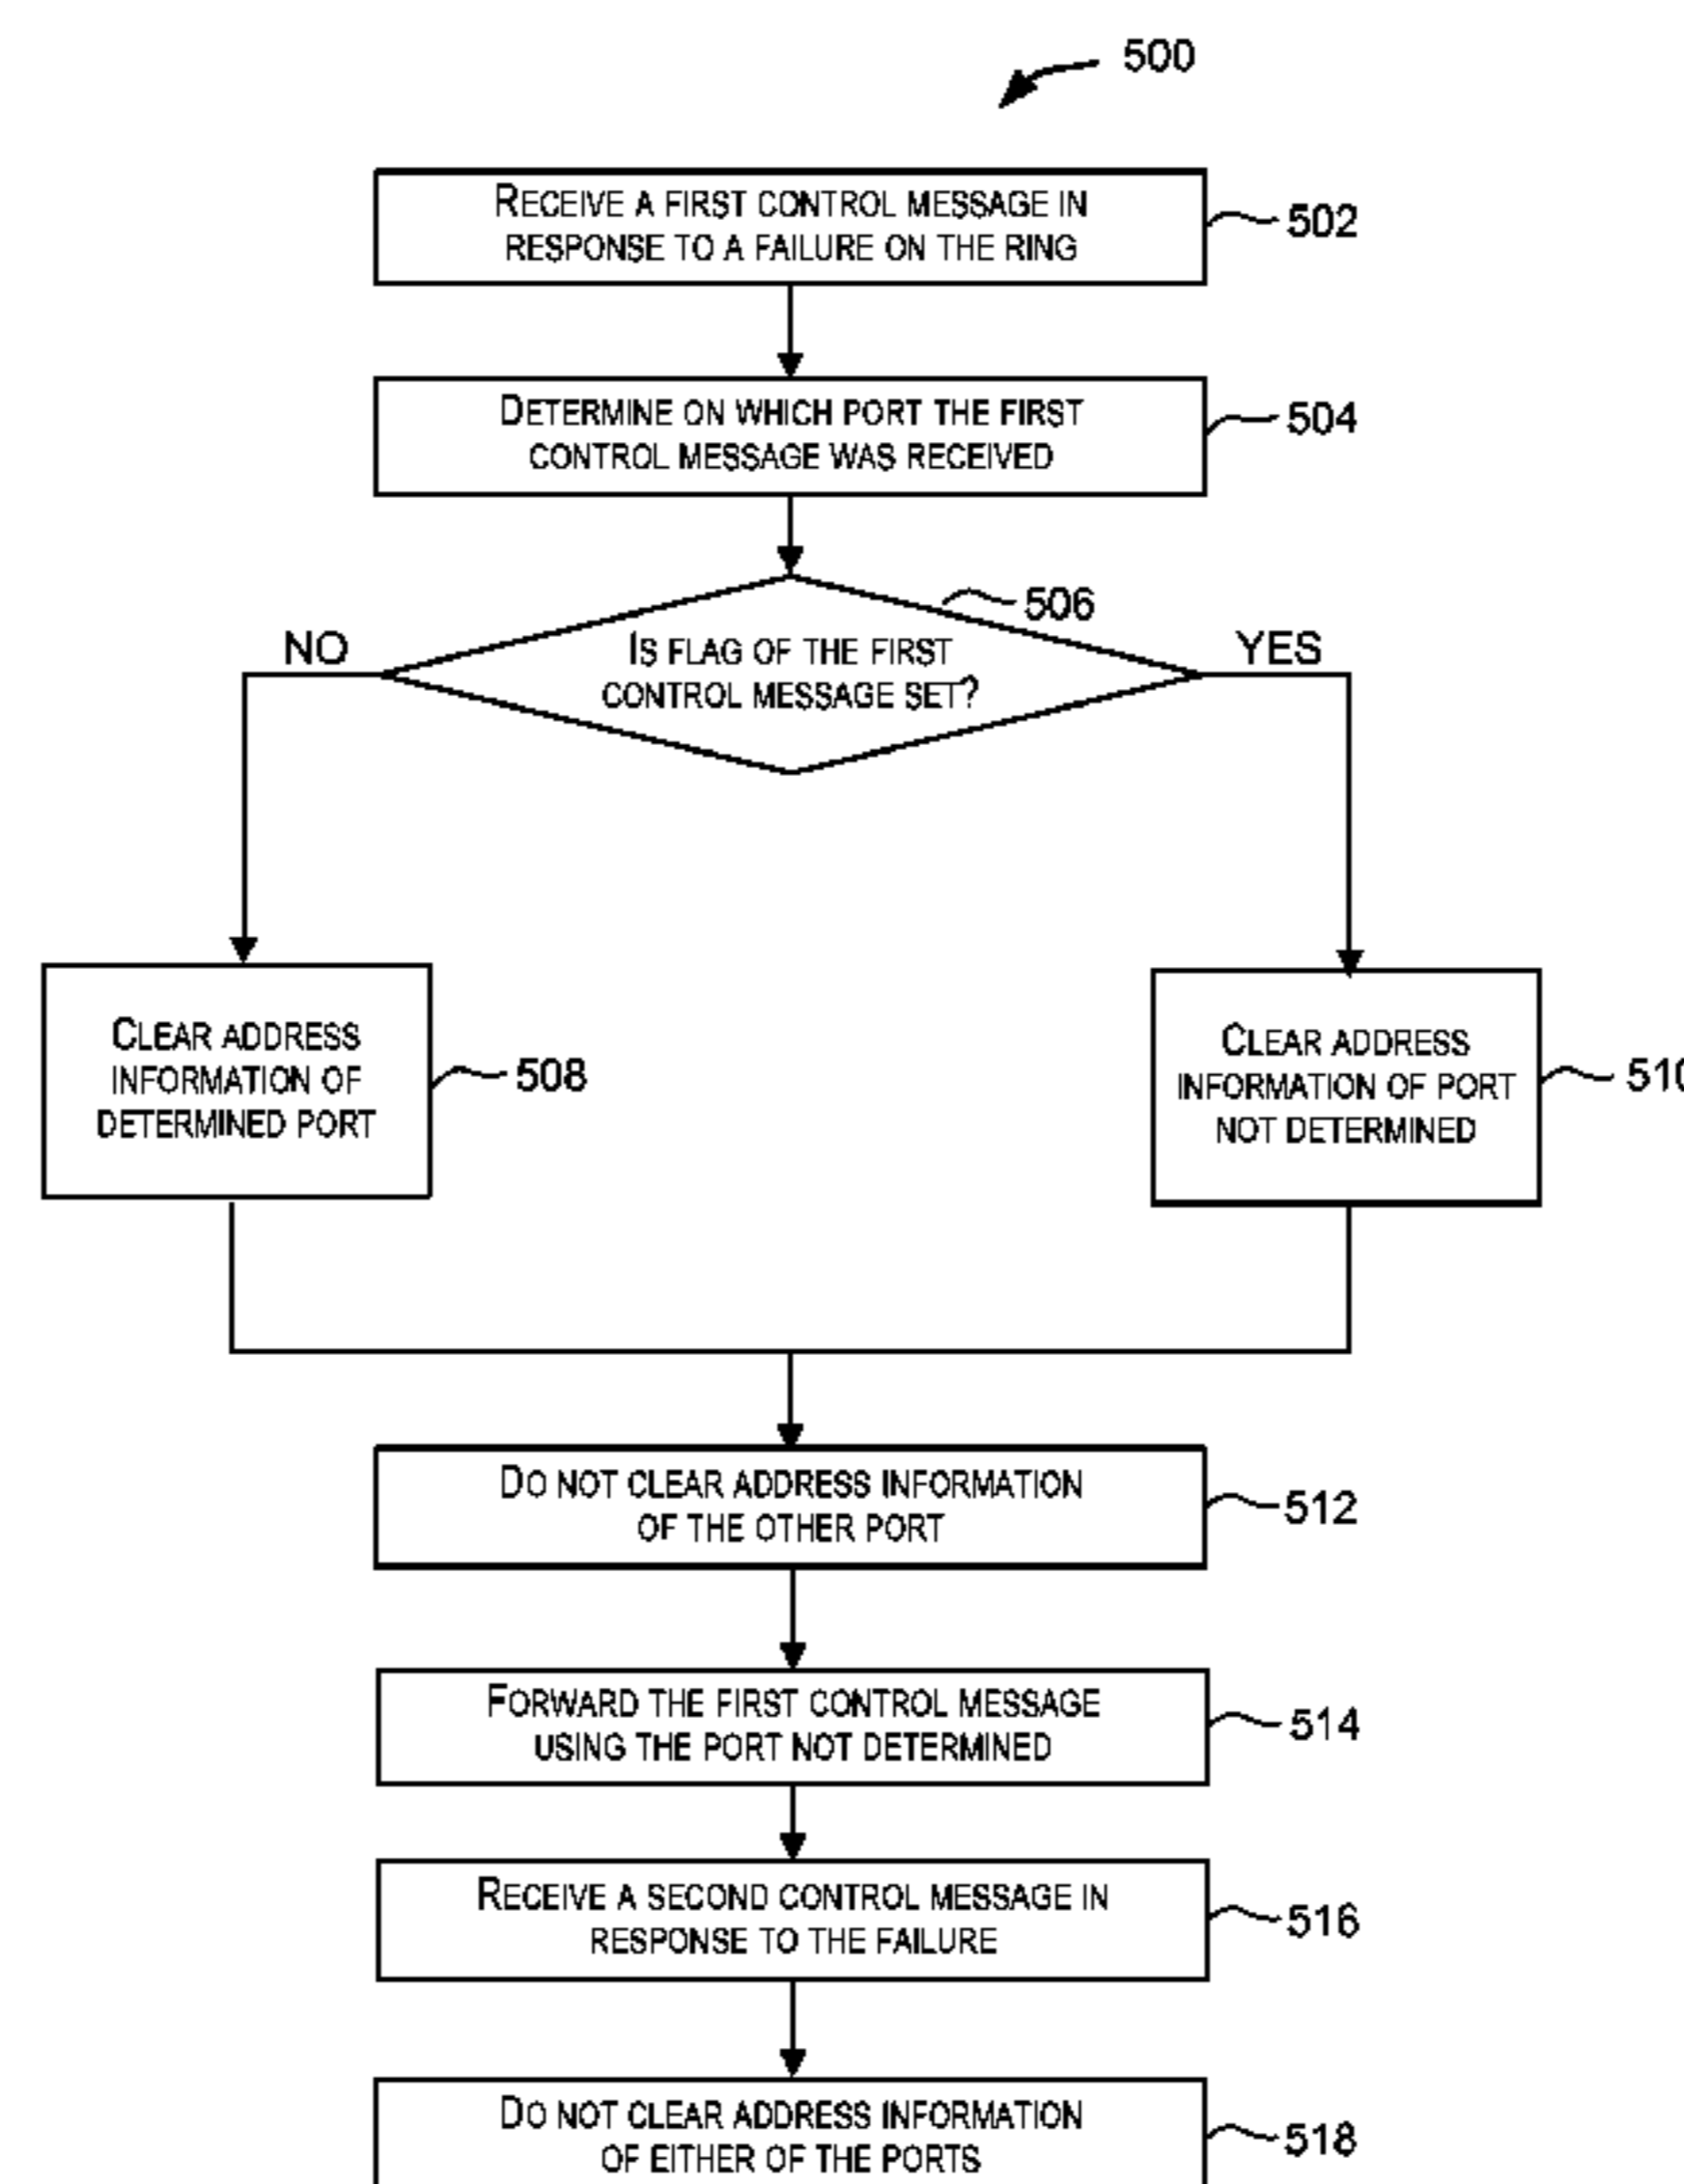 500
RECEIVE A FIRST CONTROL MESSAGE IN
RESPONSE TO A FAILURE ON THE RING
502
DETERMINE ON WHICH PORT THE FIRST
CONTROL MESSAGE WAS RECEIVED
504
506
NO
IS FLAG OF THE FIRST
CONTROL MESSAGE SET?
YES
CLEAR ADDRESS
INFORMATION OF
DETERMINED PORT
508
CLEAR ADDRESS
INFORMATION OF PORT
NOT DETERMINED
510
DO NOT CLEAR ADDRESS INFORMATION
OF THE OTHER PORT
512
FORWARD THE FIRST CONTROL MESSAGE
USING THE PORT NOT DETERMINED
514
RECEIVE A SECOND CONTROL MESSAGE IN
RESPONSE TO THE FAILURE
516
DO NOT CLEAR ADDRESS INFORMATION
OF EITHER OF THE PORTS
518